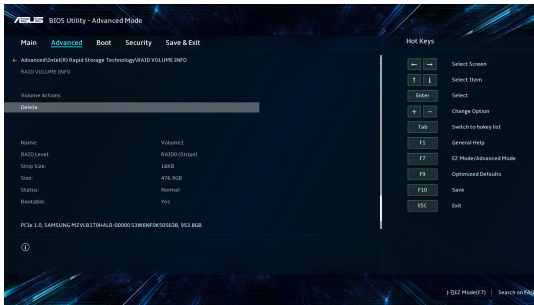 ASUS BIOS Utility - Advanced Mode
Main Advanced Boot Security Save & Exit
Hot Keys
← Advanced\Intel(R) Rapid Storage Technology\RAID VOLUME INFO
RAID VOLUME INFO
Volume Actions
Delete
Name: Volume1
RAID Level: RAID0 (Stripe)
Strip Size: 16KB
Size: 476.9GB
Status: Normal
Bootable: Yes
PCIe 1.0, SAMSUNG MZVLB1T0HALR-00000 S3W6NF0K505638, 953.8GB
← → Select Screen
↑ ↓ Select Item
Enter Select
+ − Change Option
Tab Switch to hokey list
F1 General Help
F7 EZ Mode/Advanced Mode
F9 Optimized Defaults
F10 Save
ESC Exit
EZ Mode(F7) | Search on FAQ